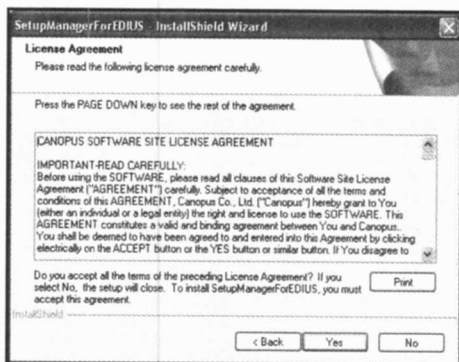 SetupManagerForEDIUS - InstallShield Wizard
License Agreement
Please read the following license agreement carefully.
Press the PAGE DOWN key to see the rest of the agreement.
CANOPUS SOFTWARE SITE LICENSE AGREEMENT
IMPORTANT-READ CAREFULLY:
Before using the SOFTWARE, please read all clauses of this Software Site License
Agreement ("AGREEMENT") carefully. Subject to acceptance of all the terms and
conditions of this AGREEMENT, Canopus Co., Ltd. ("Canopus") hereby grant to You
(either an individual or a legal entity) the right and license to use the SOFTWARE. This
AGREEMENT constitutes a valid and binding agreement between You and Canopus.
You shall be deemed to have been agreed to and entered into this Agreement by clicking
electrically on the ACCEPT button or the YES button or similar button. If You disagree to
Do you accept all the terms of the preceding License Agreement? If you
select No, the setup will close. To install SetupManagerForEDIUS, you must
accept this agreement.
Print
InstallShield
< Back
Yes
No